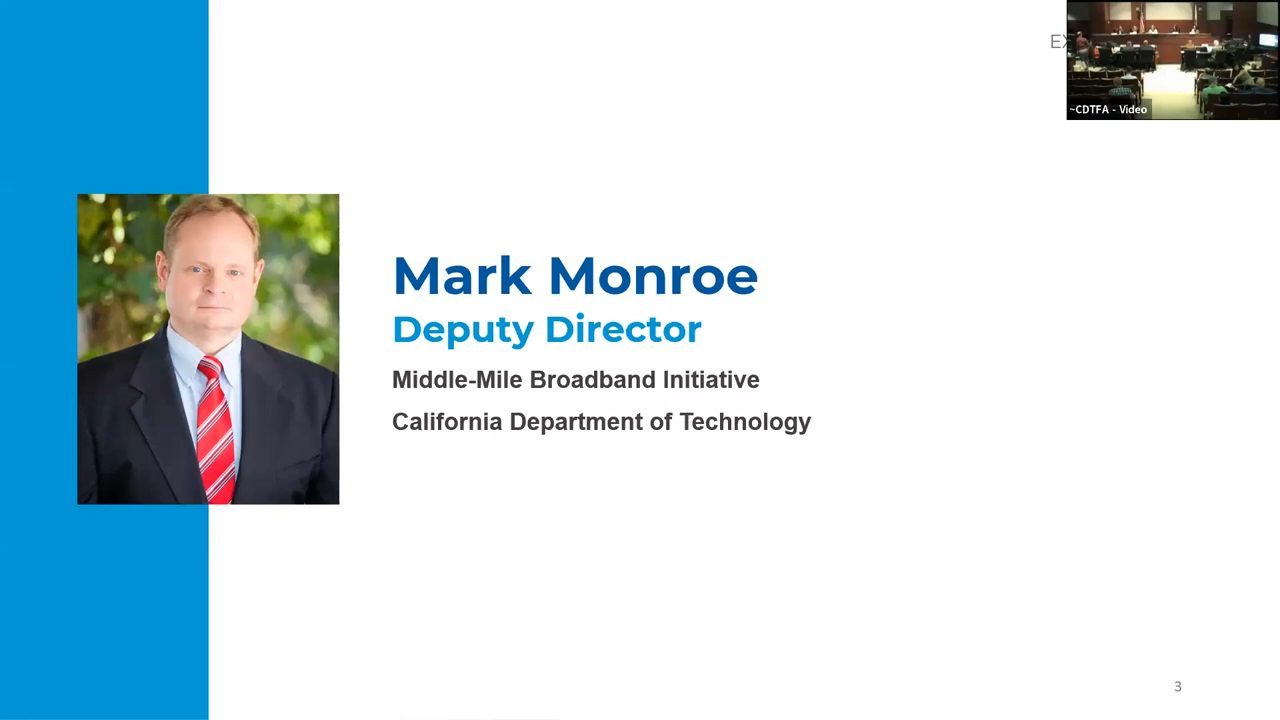 ~CDTFA - Video
Mark Monroe
Deputy Director
Middle-Mile Broadband Initiative
California Department of Technology
3